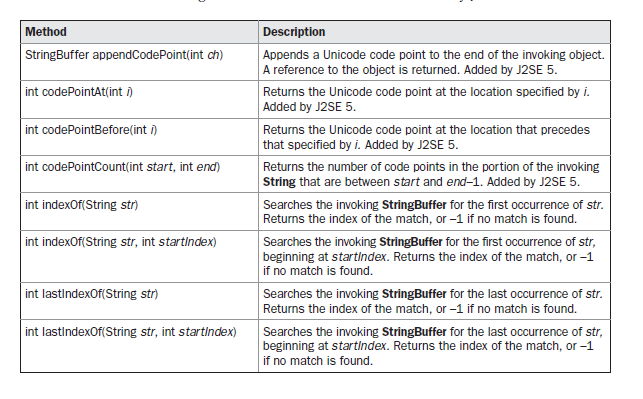 Method Description
StringBuffer appendCodePoint(int ch) Appends a Unicode code point to the end of the invoking object.
A reference to the object is returned. Added by J2SE 5.
int codePointAt(int i) Returns the Unicode code point at the location specified by i.
Added by J2SE 5.
int codePointBefore(int i) Returns the Unicode code point at the location that precedes
that specified by i. Added by J2SE 5.
int codePointCount(int start, int end) Returns the number of code points in the portion of the invoking
String that are between start and end–1. Added by J2SE 5.
int indexOf(String str) Searches the invoking StringBuffer for the first occurrence of str.
Returns the index of the match, or –1 if no match is found.
int indexOf(String str, int startIndex) Searches the invoking StringBuffer for the first occurrence of str,
beginning at startIndex. Returns the index of the match, or –1
if no match is found.
int lastIndexOf(String str) Searches the invoking StringBuffer for the last occurrence of str.
Returns the index of the match, or –1 if no match is found.
int lastIndexOf(String str, int startIndex) Searches the invoking StringBuffer for the last occurrence of str,
beginning at startIndex. Returns the index of the match, or –1
if no match is found.